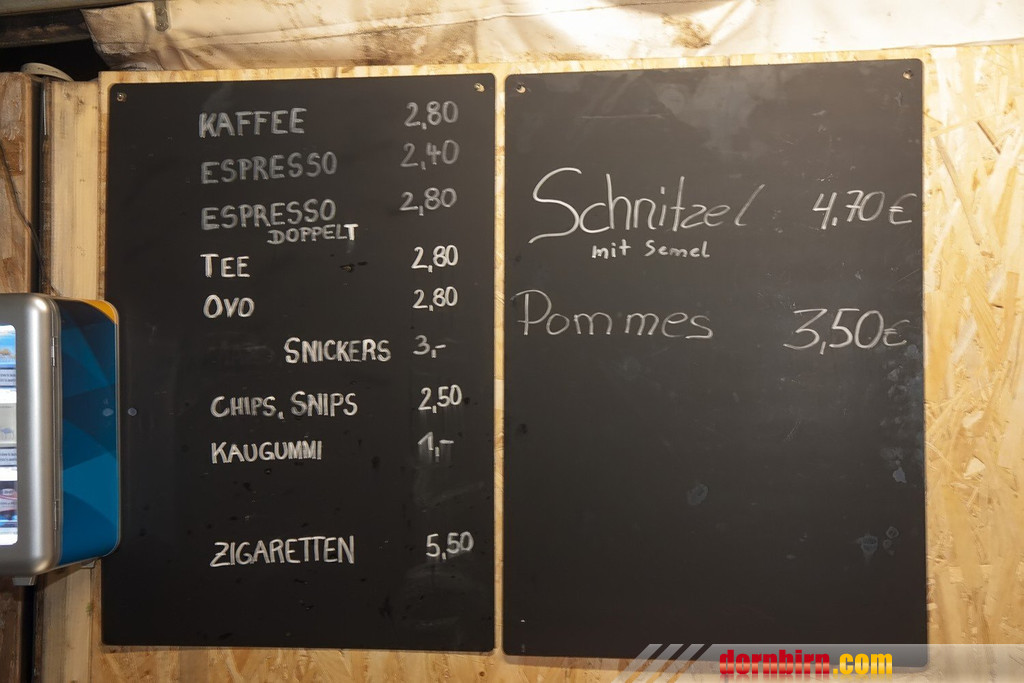 KAFFEE 2,80
ESPRESSO 2,40
ESPRESSO 2,80
DOPPELT
TEE 2,80
OVO 2,80
SNICKERS 3,-
CHIPS, SNIPS 2,50
KAUGUMMI 1,-
ZIGARETTEN 5,50
Schnitzel 4,70 €
mit Semel
Pommes 3,50€
dornbirn.com